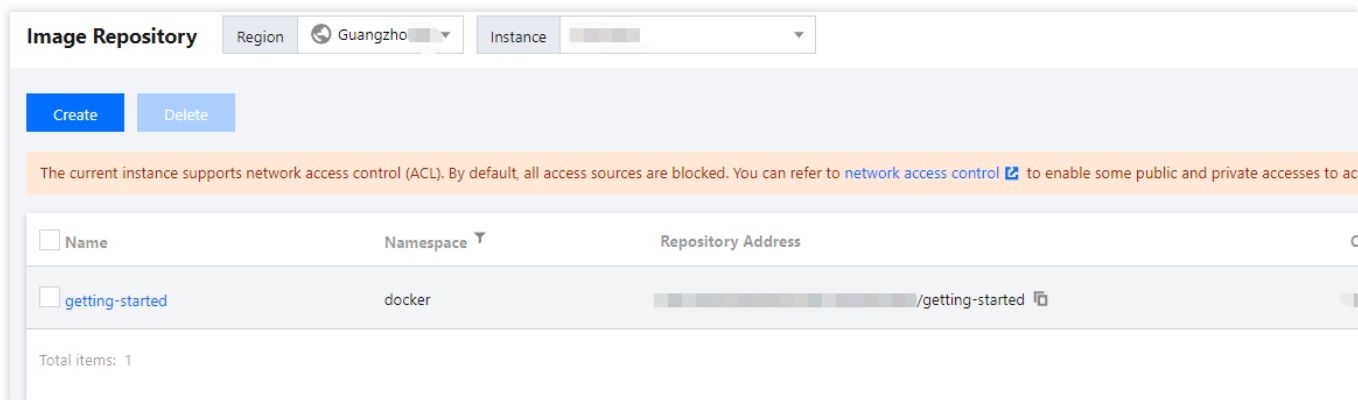 Image Repository Region Guangzho Instance
Create Delete
The current instance supports network access control (ACL). By default, all access sources are blocked. You can refer to network access control to enable some public and private accesses to ac
Name Namespace Repository Address
getting-started docker /getting-started
Total items: 1